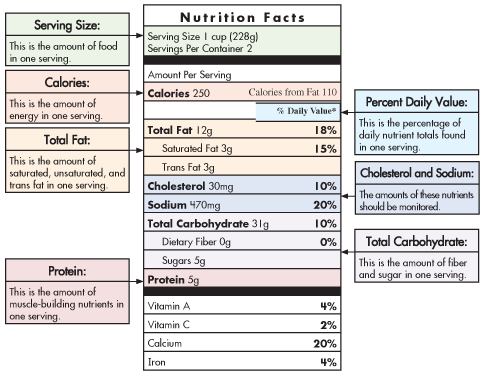 Serving Size:
This is the amount of food
in one serving.
Calories:
This is the amount of
energy in one serving.
Total Fat:
This is the amount of
saturated, unsaturated, and
trans fat in one serving.
Protein:
This is the amount of
muscle-building nutrients in
one serving.
Nutrition Facts
Serving Size 1 cup (228g)
Servings Per Container 2
Amount Per Serving
Calories 250 Calories from Fat 110
% Daily Value*
Total Fat 12g 18%
Saturated Fat 3g 15%
Trans Fat 3g
Cholesterol 30mg 10%
Sodium 470mg 20%
Total Carbohydrate 31g 10%
Dietary Fiber 0g 0%
Sugars 5g
Protein 5g
Vitamin A 4%
Vitamin C 2%
Calcium 20%
Iron 4%
Percent Daily Value:
This is the percentage of
daily nutrient totals found
in one serving.
Cholesterol and Sodium:
The amounts of these nutrients
should be monitored.
Total Carbohydrate:
This is the amount of fiber
and sugar in one serving.